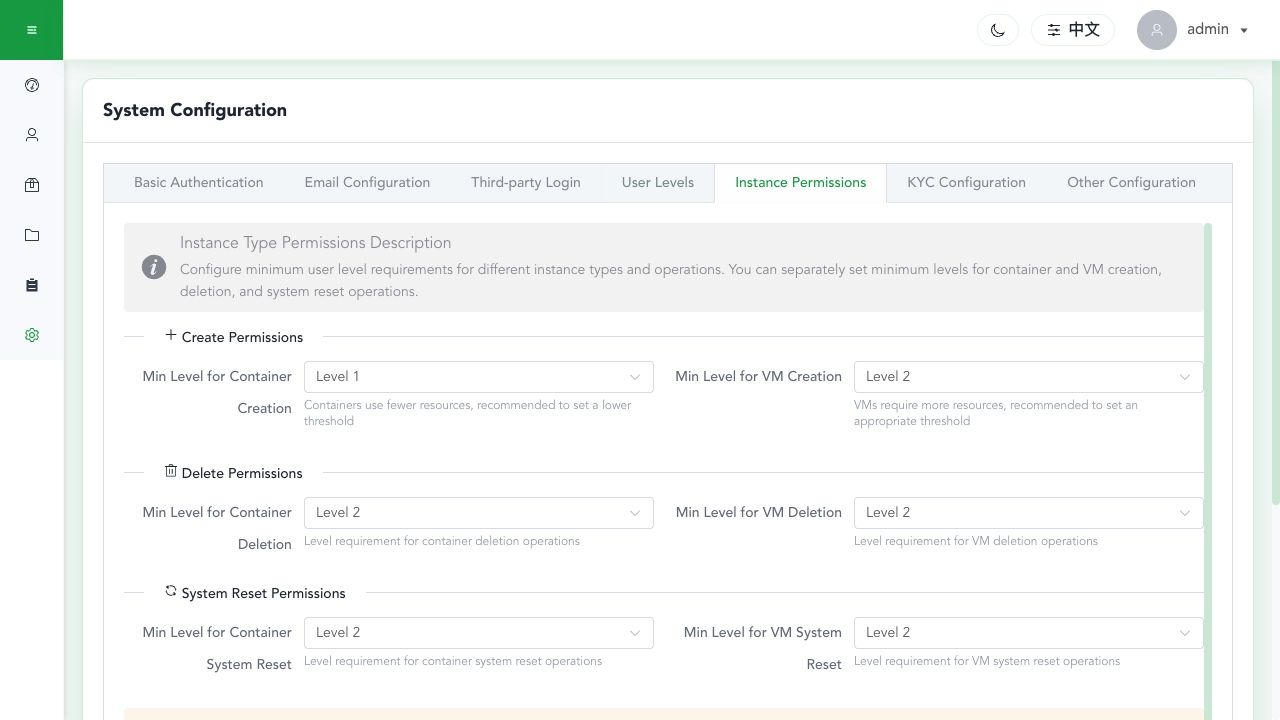 中文
admin
System Configuration
Basic Authentication
Email Configuration
Third-party Login
User Levels
Instance Permissions
KYC Configuration
Other Configuration
Instance Type Permissions Description
Configure minimum user level requirements for different instance types and operations. You can separately set minimum levels for container and VM creation,
deletion, and system reset operations.
Create Permissions
Min Level for Container
Creation
Level 1
Containers use fewer resources, recommended to set a lower
threshold
Min Level for VM Creation
Level 2
VMs require more resources, recommended to set an
appropriate threshold
Delete Permissions
Min Level for Container
Deletion
Level 2
Level requirement for container deletion operations
Min Level for VM Deletion
Level 2
Level requirement for VM deletion operations
System Reset Permissions
Min Level for Container
System Reset
Level 2
Level requirement for container system reset operations
Min Level for VM System
Reset
Level 2
Level requirement for VM system reset operations